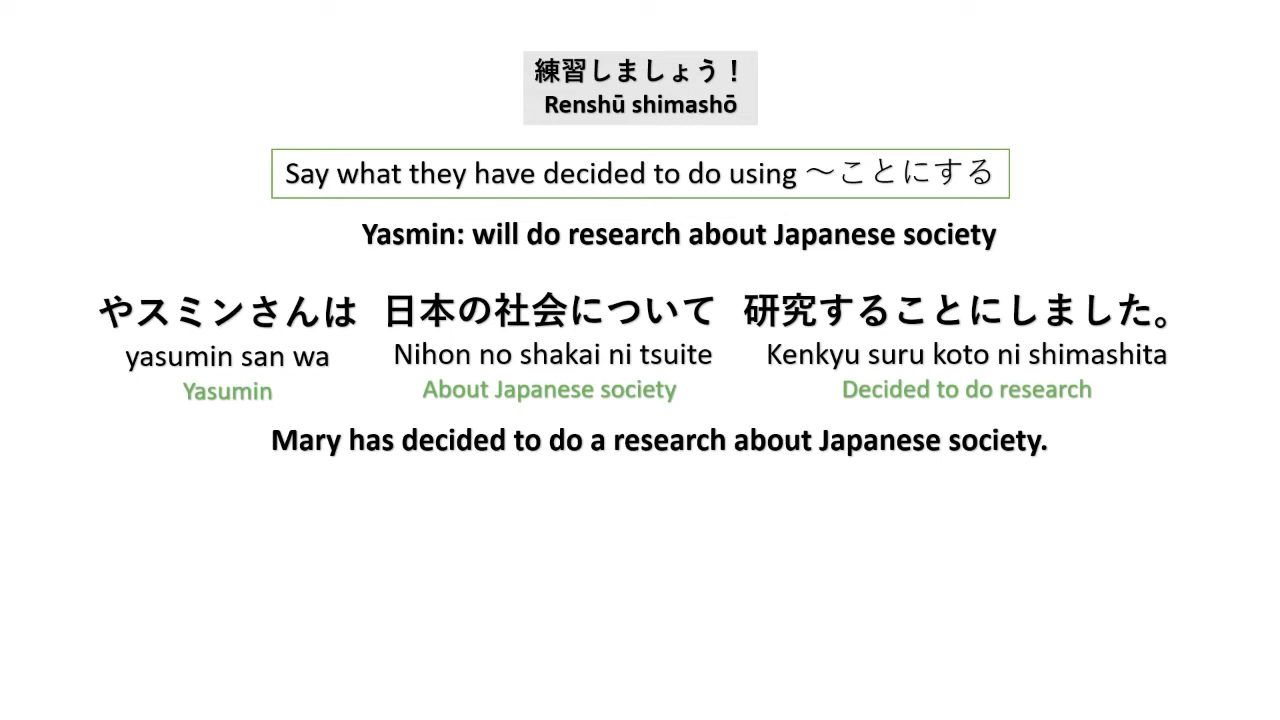 練習しましょう！
Renshū shimashō
Say what they have decided to do using ～ことにする
Yasmin: will do research about Japanese society
やスミンさんは 日本の社会について 研究することにしました。
yasumin san wa Nihon no shakai ni tsuite Kenkyu suru koto ni shimashita
Yasumin About Japanese society Decided to do research
Mary has decided to do a research about Japanese society.